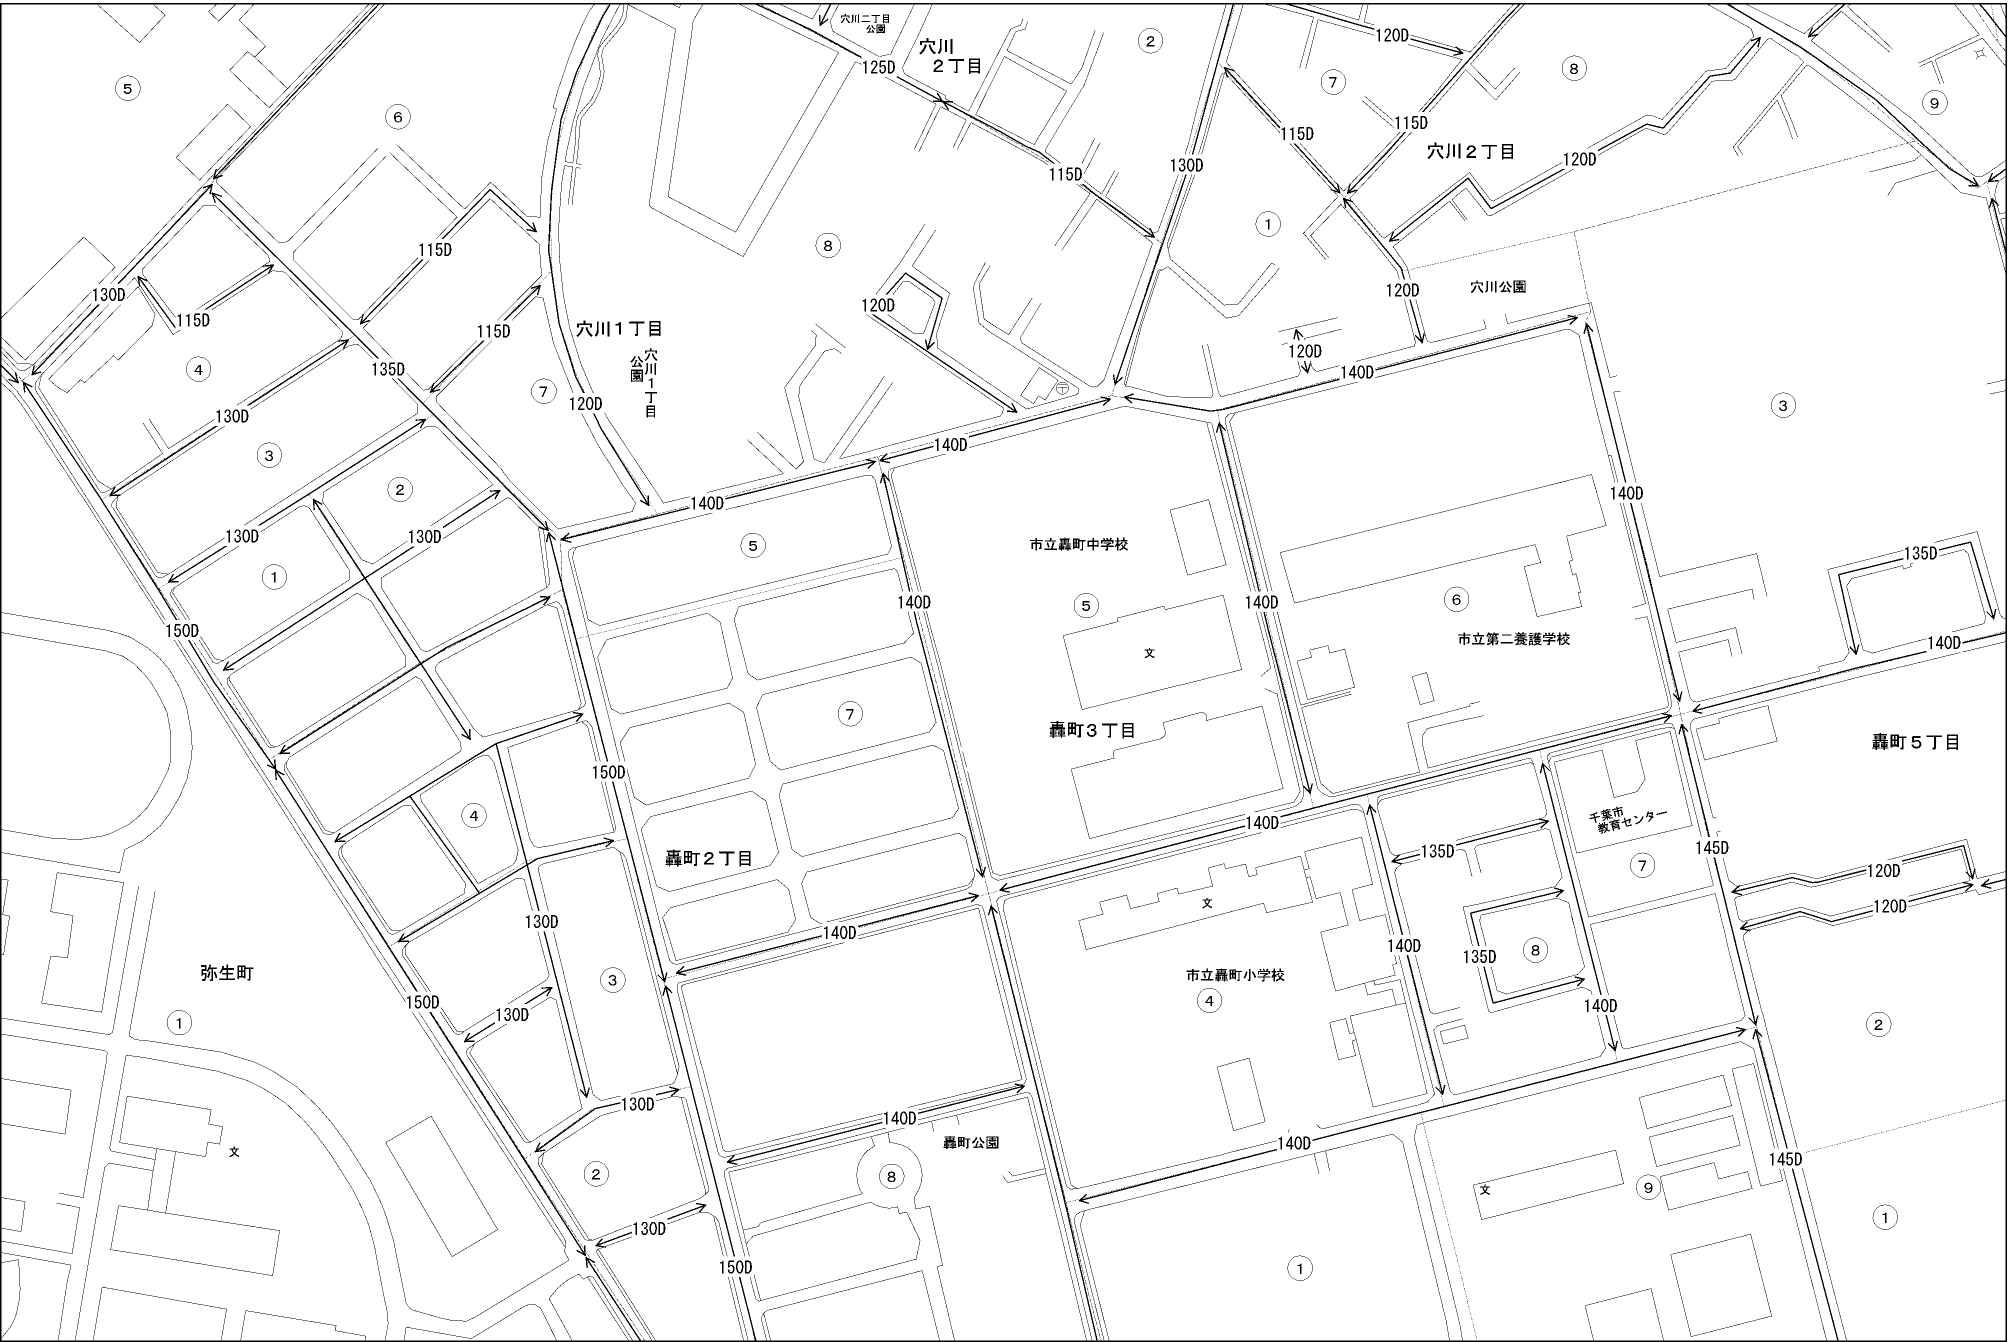 穴川二丁目
公園
穴川
２丁目
②
120D
125D
⑤
⑦
⑧
⑨
⑥
115D
115D
穴川２丁目
130D
120D
115D
①
⑧
115D
穴川公園
120D
130D
120D
115D
穴川１丁目
115D
120D
穴川１丁目
公園
④
135D
140D
⑦
120D
③
130D
140D
③
②
140D
140D
130D
130D
⑤
市立轟町中学校
135D
①
140D
⑤
140D
⑥
市立第二養護学校
150D
文
140D
⑦
轟町３丁目
轟町５丁目
150D
④
140D
千葉市
教育センター
轟町２丁目
135D
145D
⑦
120D
文
120D
130D
140D
140D
⑧
135D
弥生町
③
市立轟町小学校
④
150D
140D
130D
①
②
130D
140D
轟町公園
140D
文
②
⑧
145D
文
⑨
130D
①
150D
①